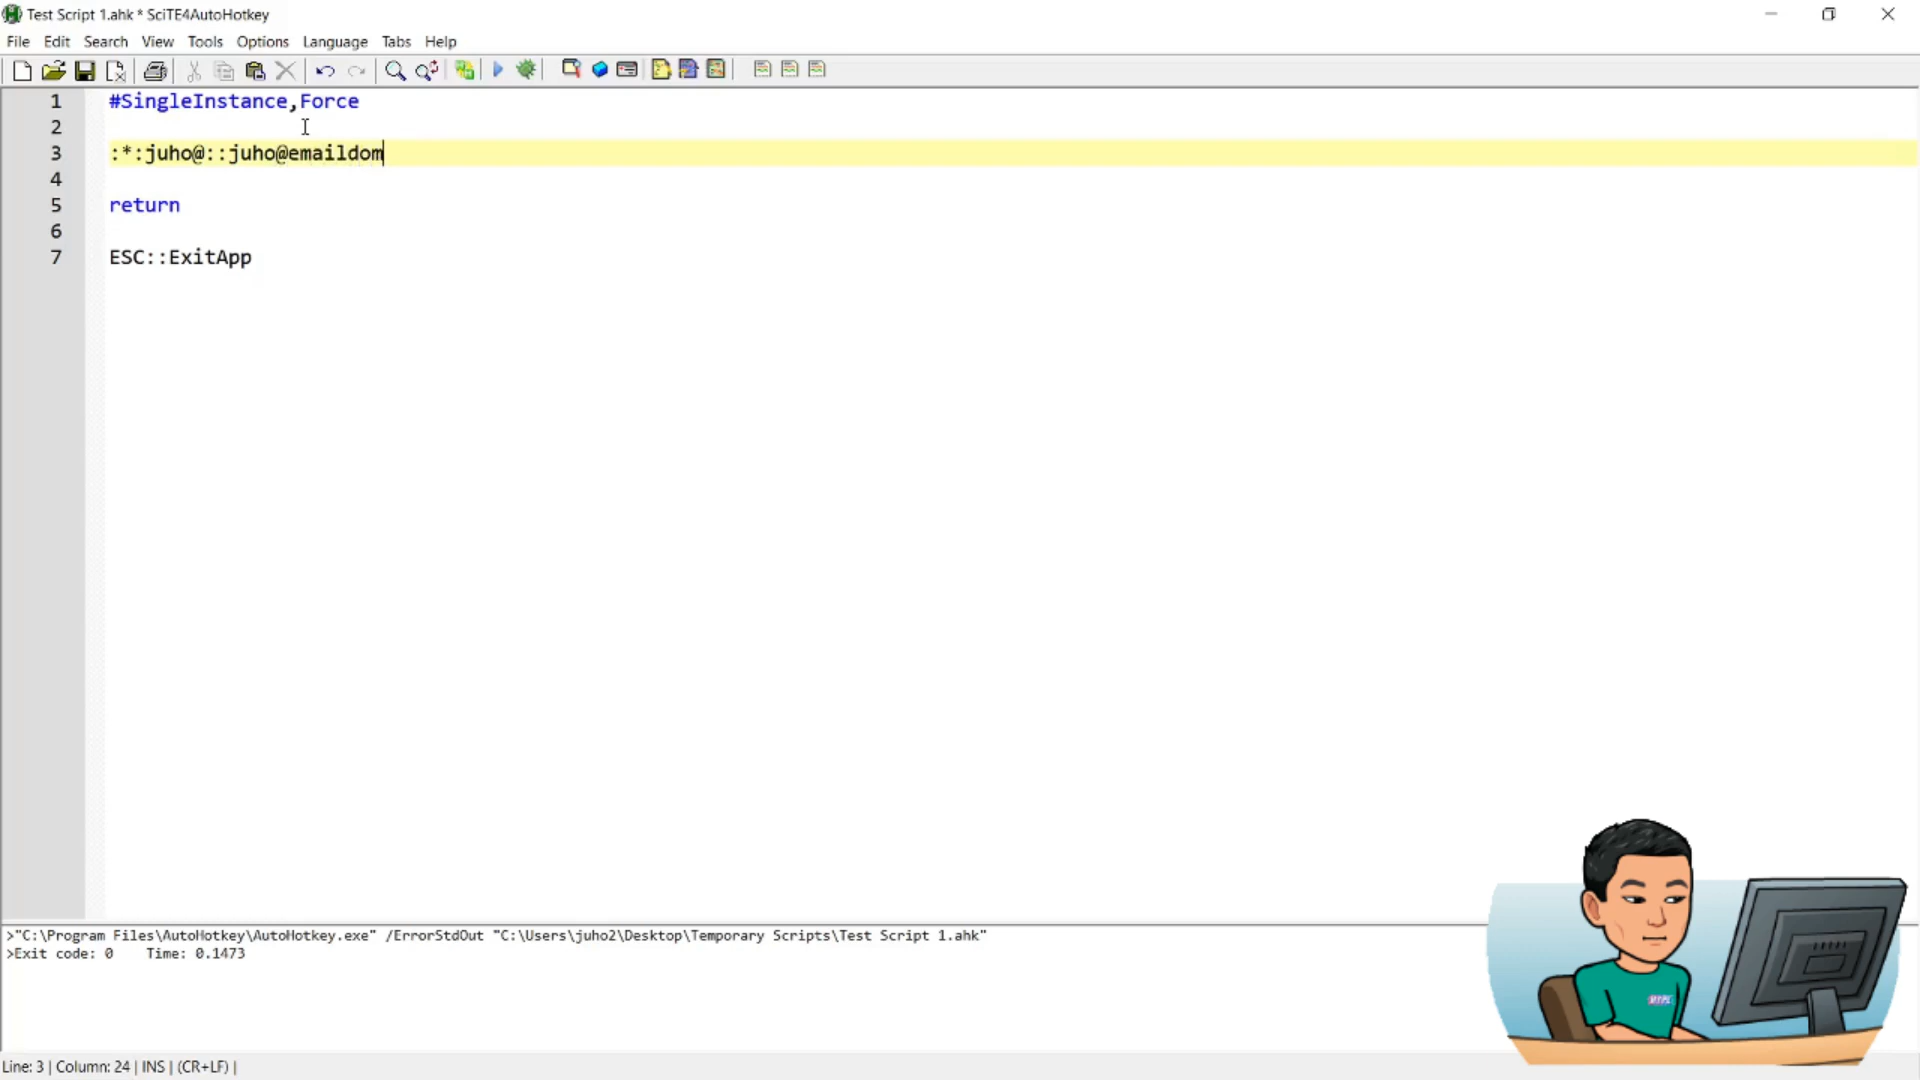 Test Script 1.ahk * SciTE4AutoHotkey
File Edit Search View Tools Options Language Tabs Help
1 #SingleInstance,Force
2
3 :*:juho@::juho@emaildom
4
5 return
6
7 ESC::ExitApp
>"C:\Program Files\AutoHotkey\AutoHotkey.exe" /ErrorStdOut "C:\Users\juho2\Desktop\Temporary Scripts\Test Script 1.ahk"
>Exit code: 0 Time: 0.1473
Line: 3 | Column: 24 | INS | (CR+LF) |